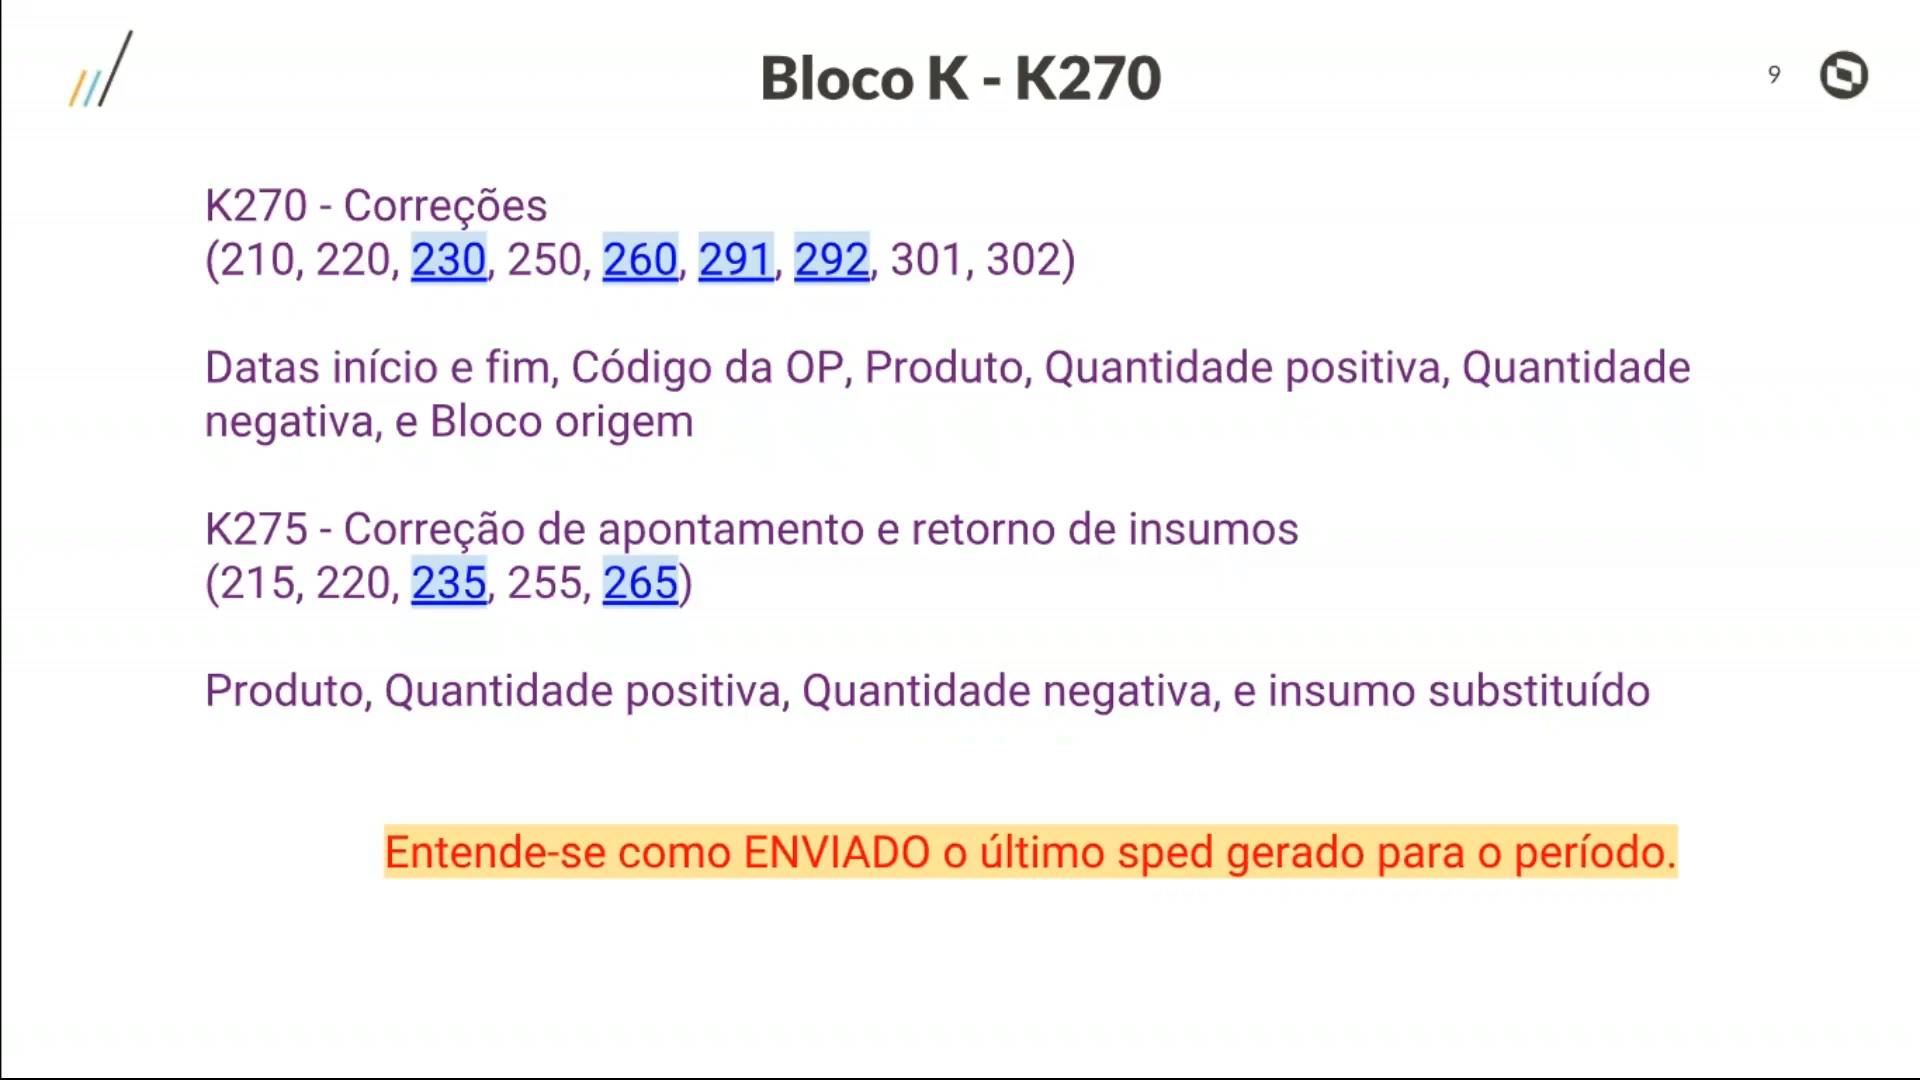 Bloco K - K270
9
K270 - Correções
(210, 220, 230, 250, 260, 291, 292, 301, 302)
Datas início e fim, Código da OP, Produto, Quantidade positiva, Quantidade
negativa, e Bloco origem
K275 - Correção de apontamento e retorno de insumos
(215, 220, 235, 255, 265)
Produto, Quantidade positiva, Quantidade negativa, e insumo substituído
Entende-se como ENVIADO o último sped gerado para o período.